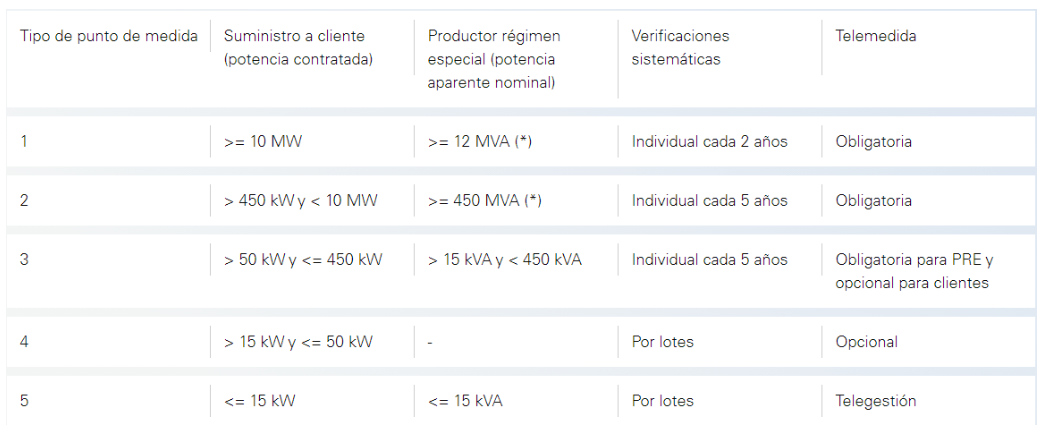 Tipo de punto de medida
Suministro a cliente
(potencia contratada)
Productor régimen
especial (potencia
aparente nominal)
Verificaciones
sistemáticas
Telemedida
1
>= 10 MW
>= 12 MVA (*)
Individual cada 2 años
Obligatoria
2
> 450 kW y < 10 MW
>= 450 MVA (*)
Individual cada 5 años
Obligatoria
3
> 50 kW y <= 450 kW
> 15 kVA y < 450 kVA
Individual cada 5 años
Obligatoria para PRE y
opcional para clientes
4
> 15 kW y <= 50 kW
-
Por lotes
Opcional
5
<= 15 kW
<= 15 kVA
Por lotes
Telegestión